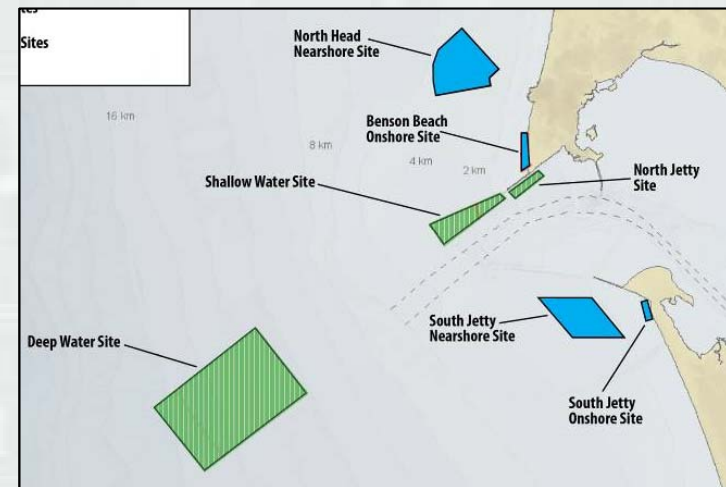 Sites
North Head
Nearshore Site
16 km
Benson Beach
Onshore Site
8 km
4 km
2 km
North Jetty
Site
Shallow Water Site
South Jetty
Nearshore Site
Deep Water Site
South Jetty
Onshore Site